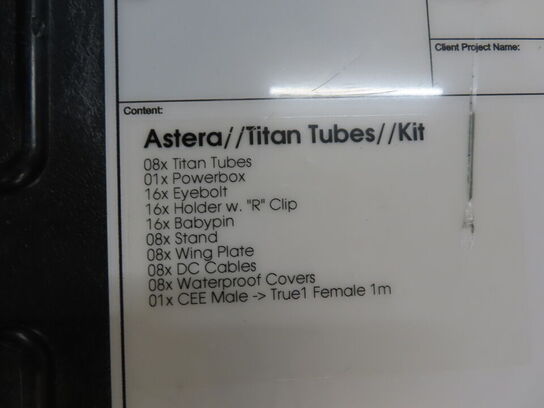 Client Project Name:
Content:
Astera//Titan Tubes//Kit
08x Titan Tubes
01x Powerbox
16x Eyebolt
16x Holder w. "R" Clip
16x Babypin
08x Stand
08x Wing Plate
08x DC Cables
08x Waterproof Covers
01x CEE Male -> True1 Female 1m